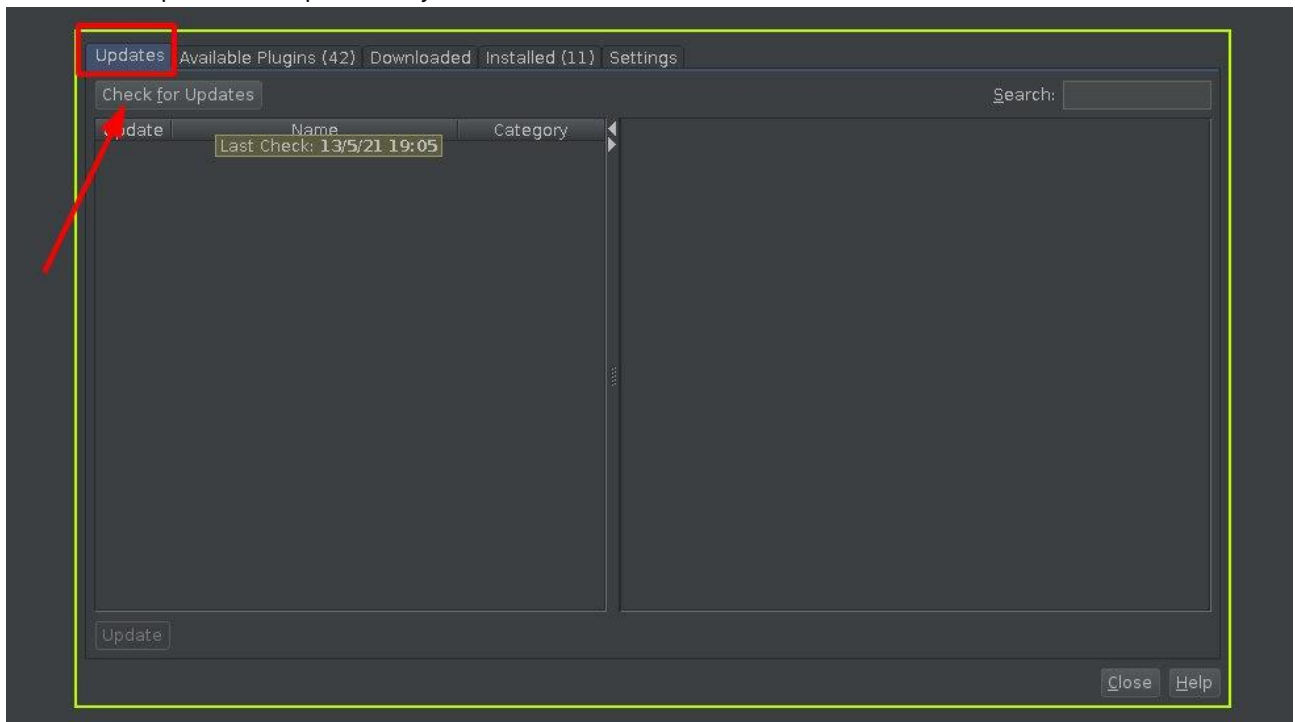 Updates Available Plugins (42) Downloaded Installed (11) Settings
Check for Updates Search:
Update Name Category
Last Check: 13/5/21 19:05
Update
Close Help